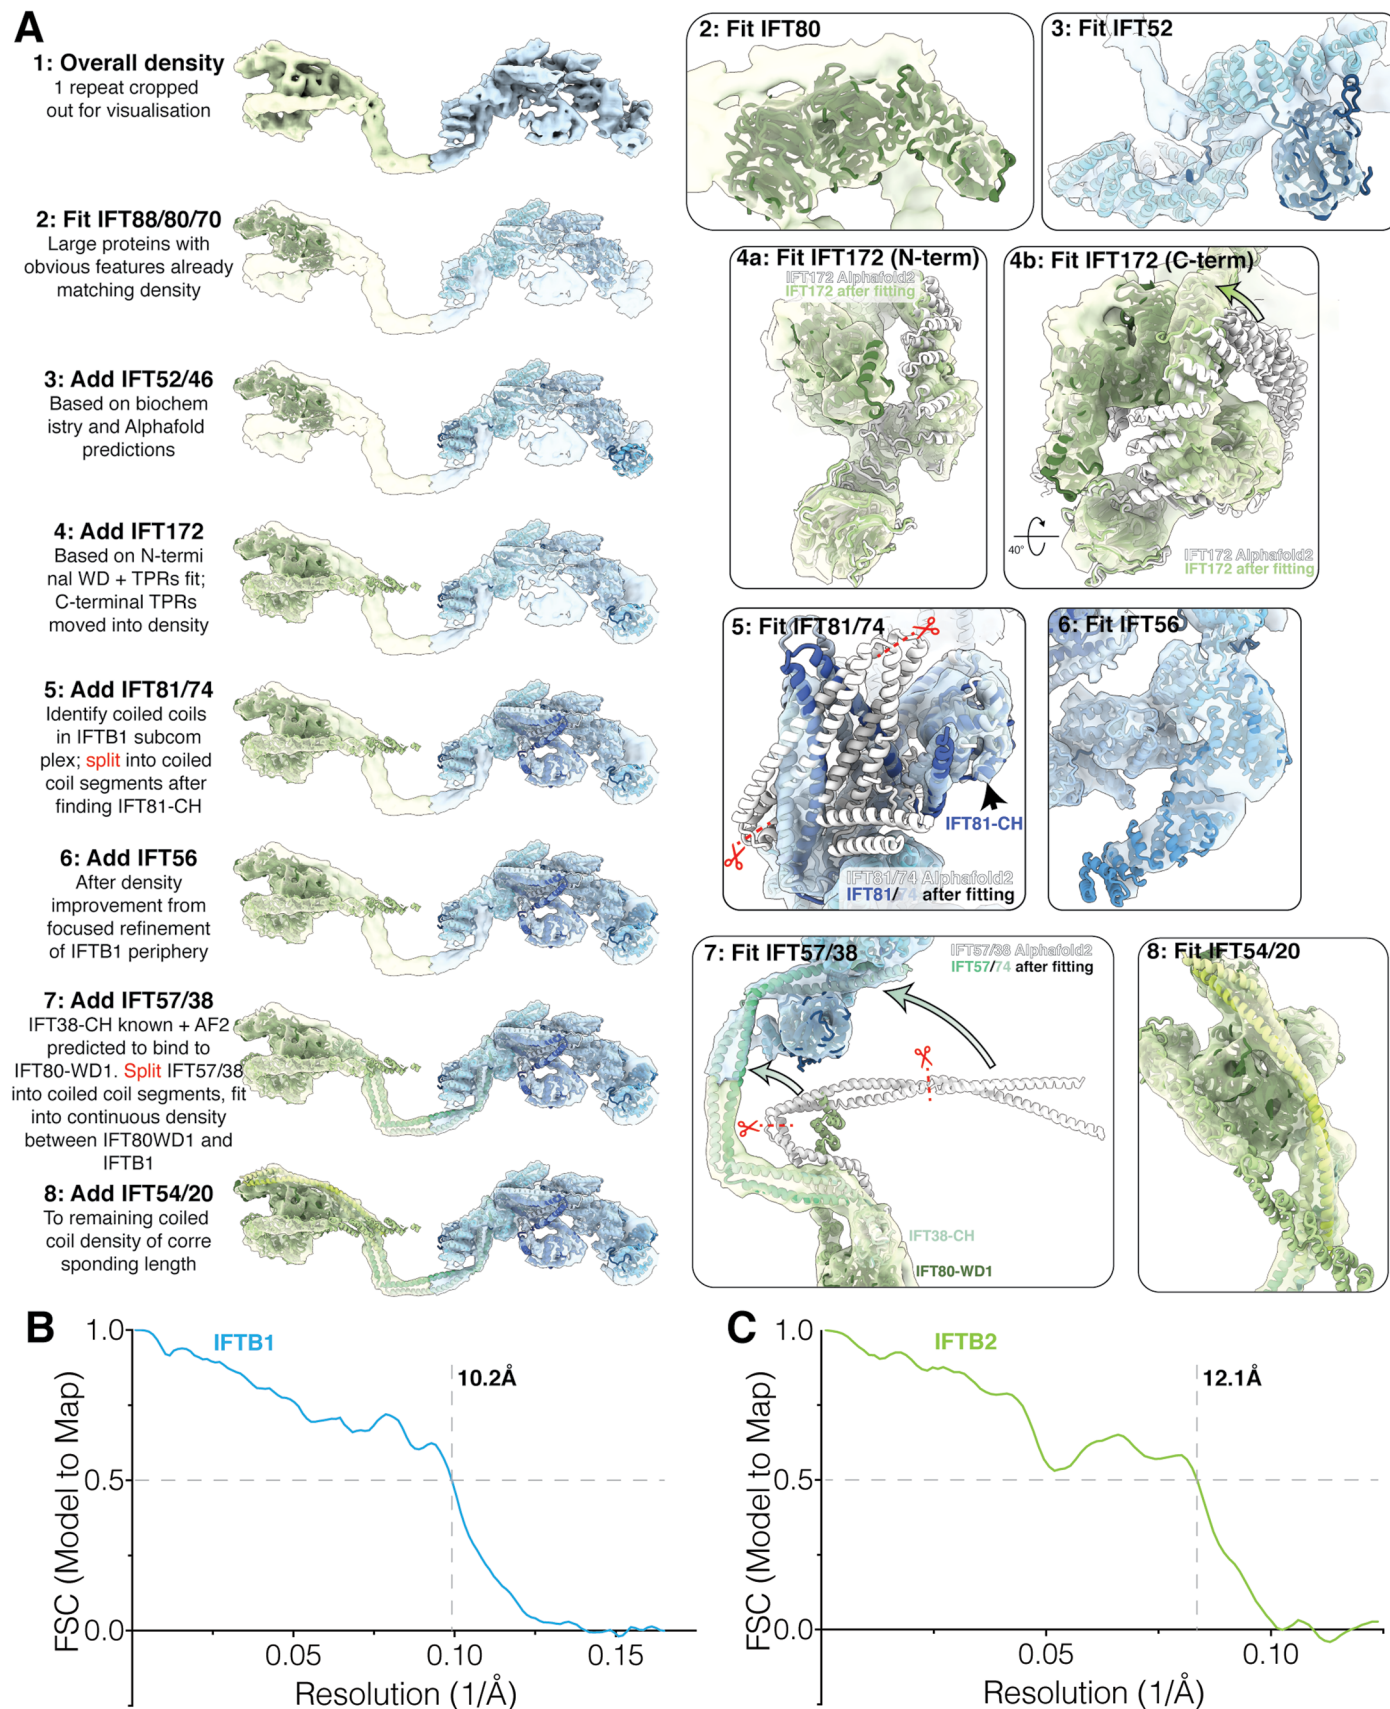 A
1: Overall density
1 repeat cropped
out for visualisation
2: Fit IFT88/80/70
Large proteins with
obvious features already
matching density
3: Add IFT52/46
Based on biochem
istry and Alphafold
predictions
4: Add IFT172
Based on N-termi
nal WD + TPRs fit;
C-terminal TPRs
moved into density
5: Add IFT81/74
Identify coiled coils
in IFTB1 subcom
plex; split into coiled
coil segments after
finding IFT81-CH
6: Add IFT56
After density
improvement from
focused refinement
of IFTB1 periphery
7: Add IFT57/38
IFT38-CH known + AF2
predicted to bind to
IFT80-WD1. Split IFT57/38
into coiled coil segments, fit
into continuous density
between IFT80WD1 and
IFTB1
8: Add IFT54/20
To remaining coiled
coil density of corre
sponding length
2: Fit IFT80
3: Fit IFT52
4a: Fit IFT172 (N-term)
IFT172 Alphafold2
IFT172 after fitting
4b: Fit IFT172 (C-term)
40°
IFT172 Alphafold2
IFT172 after fitting
5: Fit IFT81/74
IFT81-CH
IFT81/74 Alphafold2
IFT81/74 after fitting
6: Fit IFT56
7: Fit IFT57/38
IFT57/38 Alphafold2
IFT57/74 after fitting
IFT38-CH
IFT80-WD1
8: Fit IFT54/20
B
IFTB1
10.2Å
FSC (Model to Map)
1.0
0.5
0.0
0.05
0.10
0.15
Resolution (1/Å)
C
IFTB2
12.1Å
FSC (Model to Map)
1.0
0.5
0.0
0.05
0.10
Resolution (1/Å)